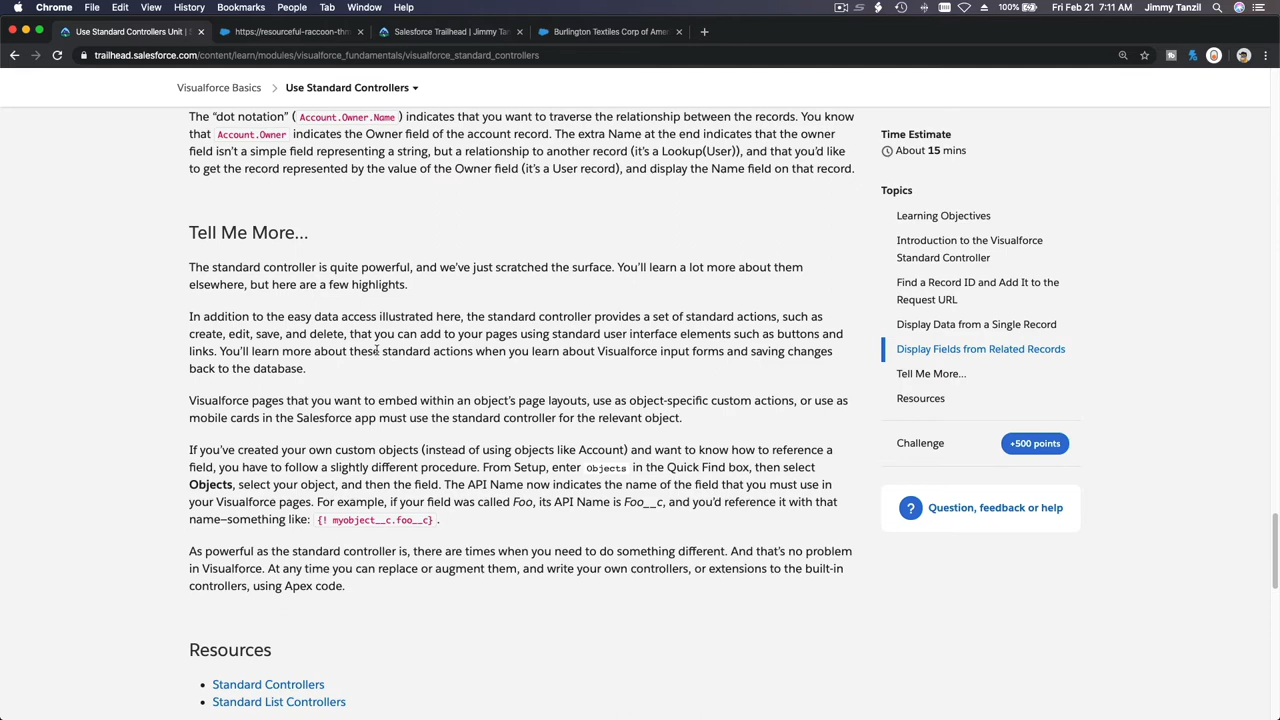 Chrome File Edit View History Bookmarks People Tab Window Help
100% Fri Feb 21 7:11 AM Jimmy Tanzil
Use Standard Controllers Unit | S
https://resourceful-raccoon-thm
Salesforce Trailhead | Jimmy Tan
Burlington Textiles Corp of Ame
trailhead.salesforce.com/content/learn/modules/visualforce_fundamentals/visualforce_standard_controllers
Visualforce Basics
Use Standard Controllers
The “dot notation” ( Account.Owner.Name ) indicates that you want to traverse the relationship between the records. You know
that Account.Owner indicates the Owner field of the account record. The extra Name at the end indicates that the owner
field isn’t a simple field representing a string, but a relationship to another record (it’s a Lookup(User)), and that you’d like
to get the record represented by the value of the Owner field (it’s a User record), and display the Name field on that record.
Tell Me More...
The standard controller is quite powerful, and we’ve just scratched the surface. You’ll learn a lot more about them
elsewhere, but here are a few highlights.
In addition to the easy data access illustrated here, the standard controller provides a set of standard actions, such as
create, edit, save, and delete, that you can add to your pages using standard user interface elements such as buttons and
links. You’ll learn more about these standard actions when you learn about Visualforce input forms and saving changes
back to the database.
Visualforce pages that you want to embed within an object’s page layouts, use as object-specific custom actions, or use as
mobile cards in the Salesforce app must use the standard controller for the relevant object.
If you’ve created your own custom objects (instead of using objects like Account) and want to know how to reference a
field, you have to follow a slightly different procedure. From Setup, enter Objects in the Quick Find box, then select
Objects, select your object, and then the field. The API Name now indicates the name of the field that you must use in
your Visualforce pages. For example, if your field was called Foo, its API Name is Foo__c, and you’d reference it with that
name—something like: {! myobject__c.foo__c}.
As powerful as the standard controller is, there are times when you need to do something different. And that’s no problem
in Visualforce. At any time you can replace or augment them, and write your own controllers, or extensions to the built-in
controllers, using Apex code.
Resources
Standard Controllers
Standard List Controllers
Time Estimate
About 15 mins
Topics
Learning Objectives
Introduction to the Visualforce
Standard Controller
Find a Record ID and Add It to the
Request URL
Display Data from a Single Record
Display Fields from Related Records
Tell Me More...
Resources
Challenge
+500 points
? Question, feedback or help